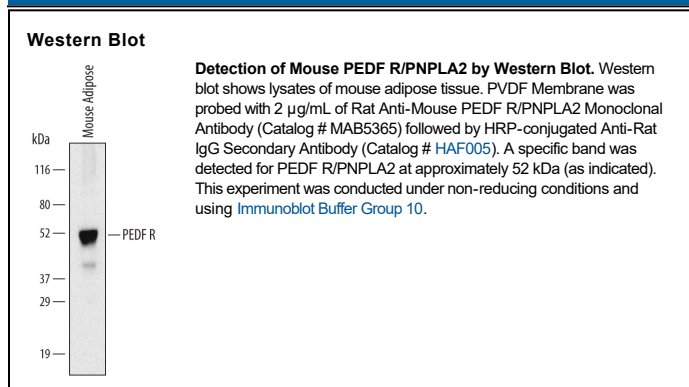 Western Blot
Mouse Adipose
kDa
116
80
52
37
29
19
PEDF R
Detection of Mouse PEDF R/PNPLA2 by Western Blot. Western
blot shows lysates of mouse adipose tissue. PVDF Membrane was
probed with 2 µg/mL of Rat Anti-Mouse PEDF R/PNPLA2 Monoclonal
Antibody (Catalog # MAB5365) followed by HRP-conjugated Anti-Rat
IgG Secondary Antibody (Catalog # HAF005). A specific band was
detected for PEDF R/PNPLA2 at approximately 52 kDa (as indicated).
This experiment was conducted under non-reducing conditions and
using Immunoblot Buffer Group 10.